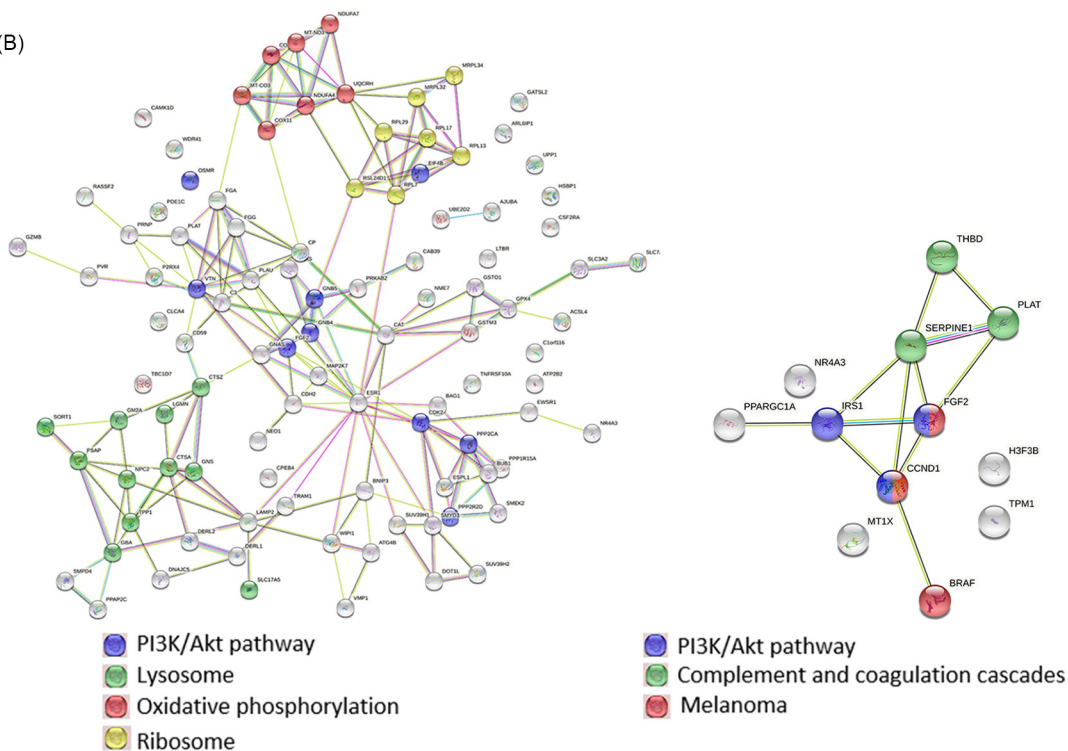 (B)
NDUFA7
MT-ND3
CO
MT-CO3
UQCRH
NDUFA4
COX11
MRPL34
MRPL32
RPL29
RPL17
RPL13
EIF4B
RSL24D1
RPL7
GATSL2
ARL6IP1
UPP1
HSBP1
CSF2RA
CAMK1D
WDR41
OSMR
RASSF2
PDE1C
FGA
FGG
PRNP
PLAT
GZMB
PVR
P2RX4
VTN
PLAU
C3
CP
S
UBE2D2
AJUBA
CAB39
LTBR
PRKAB2
NME7
GSTO1
SLC3A2
SLC7
GPX4
ACSL4
CLCA4
CD59
GNB5
GNB4
FGF2
GNAS
CAT
GSTM3
C1orf116
TBC1D7
CTSZ
MAP2K7
CDH2
ESR1
TNFRSF10A
ATP2B2
BAG1
EWSR1
NR4A3
SORT1
GM2A
LGMN
NEO1
CDK2
PPP2CA
PSAP
NPC2
CTSA
GNS
CPEB4
BUB1
PPP1R15A
ESPL1
BNIP3
TPP1
TRAM1
LAMP2
PPP2R2D
SMEK2
SUV39H1
SMYD3
GBA
DERL2
DERL1
WIPI1
ATG4B
SMPD4
DNAJC5
PPAP2C
SLC17A5
VMP1
DOT1L
SUV39H2
THBD
PLAT
SERPINE1
NR4A3
PPARGC1A
IRS1
FGF2
H3F3B
CCND1
TPM1
MT1X
BRAF
PI3K/Akt pathway
Lysosome
Oxidative phosphorylation
Ribosome
PI3K/Akt pathway
Complement and coagulation cascades
Melanoma